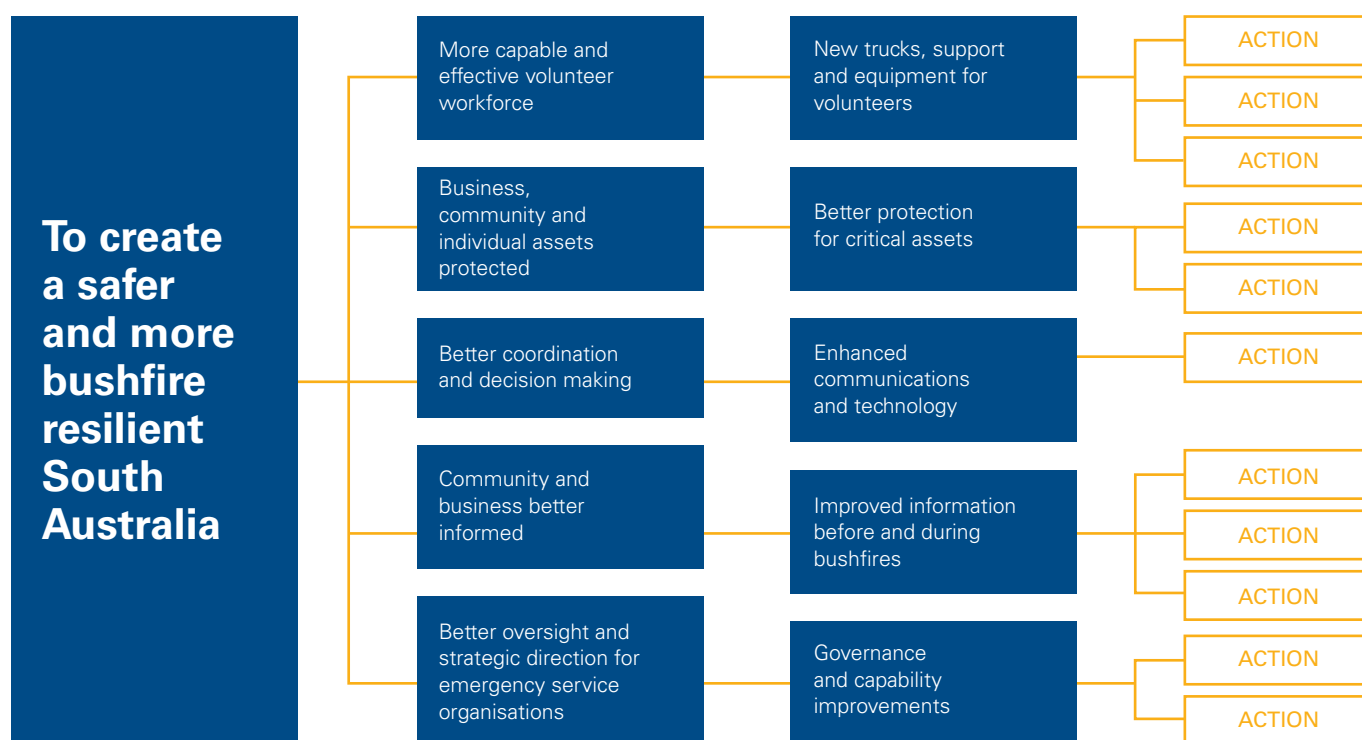 To create
a safer
and more
bushfire
resilient
South
Australia
More capable and
effective volunteer
workforce
New trucks, support
and equipment for
volunteers
ACTION
ACTION
ACTION
Business,
community and
individual assets
protected
Better protection
for critical assets
ACTION
ACTION
Better coordination
and decision making
Enhanced
communications
and technology
ACTION
Community and
business better
informed
Improved information
before and during
bushfires
ACTION
ACTION
ACTION
Better oversight and
strategic direction for
emergency service
organisations
Governance
and capability
improvements
ACTION
ACTION